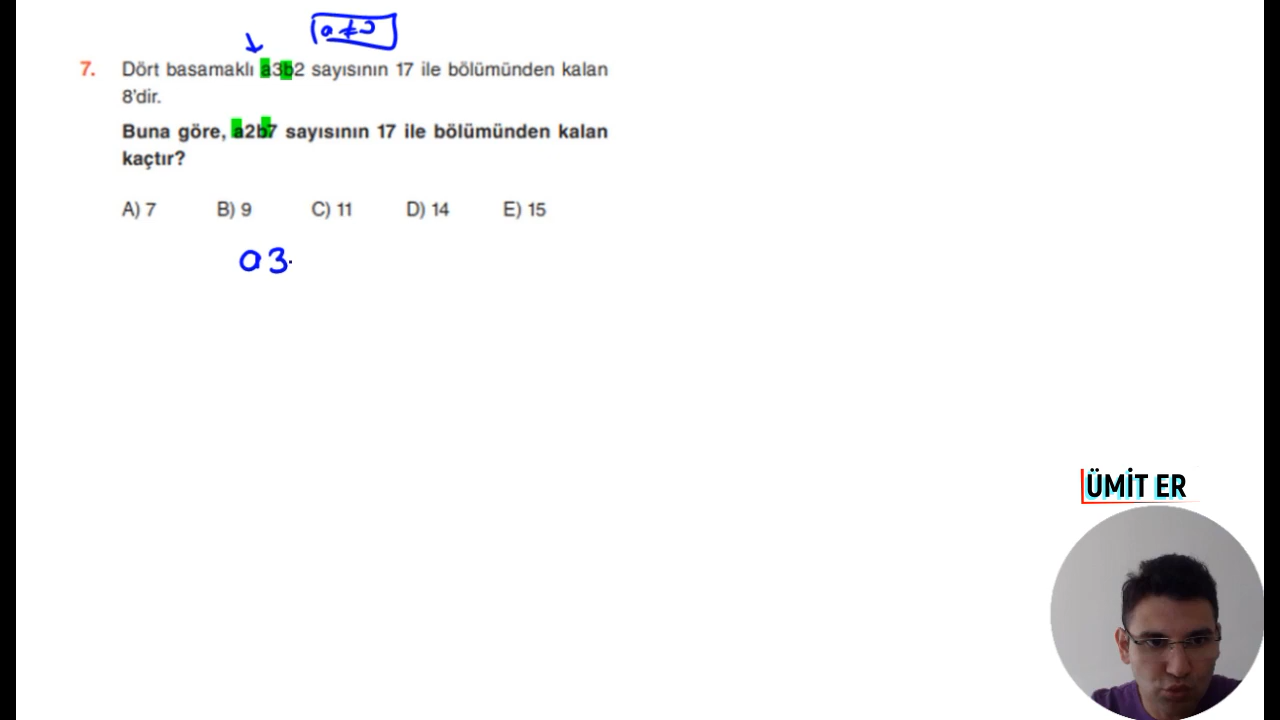 a ≠ 0
7. Dört basamaklı a3b2 sayısının 17 ile bölümünden kalan
8'dir.
Buna göre, a2b7 sayısının 17 ile bölümünden kalan
kaçtır?
A) 7 B) 9 C) 11 D) 14 E) 15
a3
ÜMİT ER